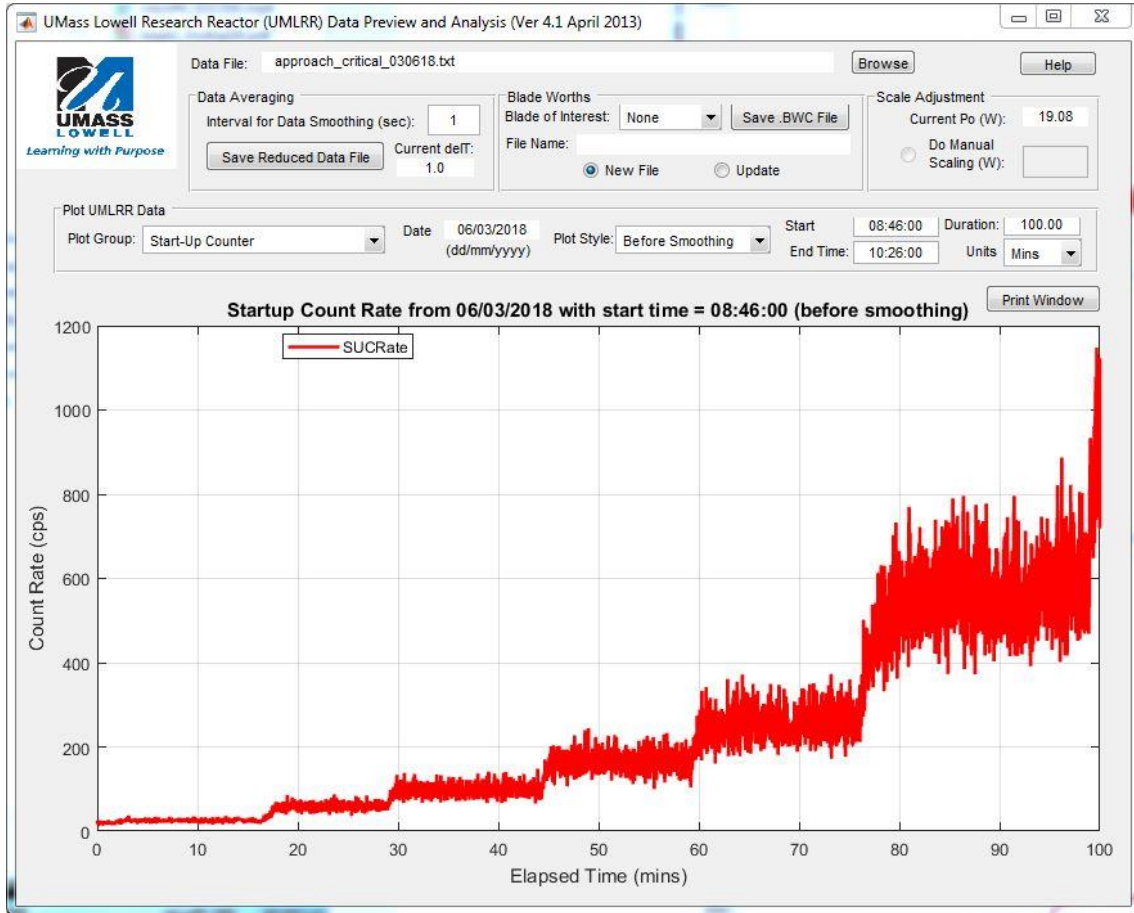 UMass Lowell Research Reactor (UMLRR) Data Preview and Analysis (Ver 4.1 April 2013)
UMASS
LOWELL
Learning with Purpose
Data File: approach_critical_030618.txt Browse Help
Data Averaging
Interval for Data Smoothing (sec): 1
Save Reduced Data File Current delT:
1.0
Blade Worths
Blade of Interest: None Save .BWC File
File Name:
New File Update
Scale Adjustment
Current Po (W): 19.08
Do Manual
Scaling (W):
Plot UMLRR Data
Plot Group: Start-Up Counter
Date 06/03/2018
(dd/mm/yyyy)
Plot Style: Before Smoothing
Start 08:46:00 Duration: 100.00
End Time: 10:26:00 Units Mins
Print Window
Startup Count Rate from 06/03/2018 with start time = 08:46:00 (before smoothing)
SUCRate
1200
1000
800
600
400
200
0
Count Rate (cps)
0 10 20 30 40 50 60 70 80 90 100
Elapsed Time (mins)